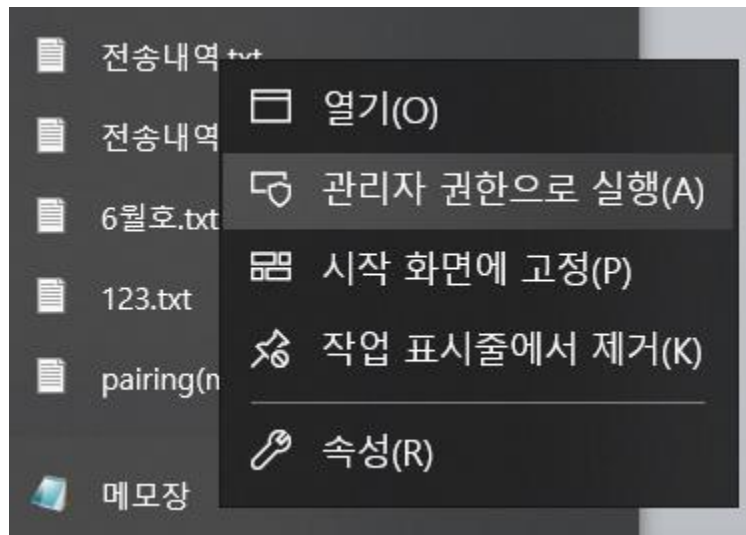 전송내역.txt
전송내역
6월호.txt
123.txt
pairing(
메모장
열기(O)
관리자 권한으로 실행(A)
시작 화면에 고정(P)
작업 표시줄에서 제거(K)
속성(R)